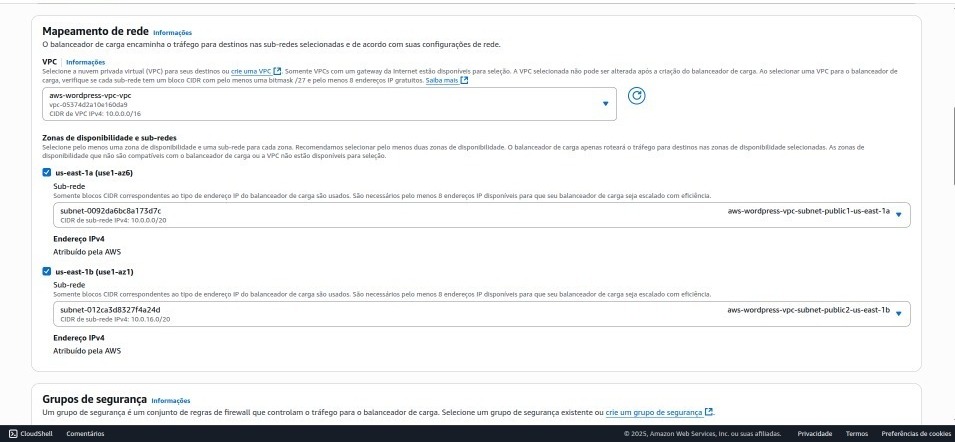 Mapeamento de rede Informações
O balanceador de carga encaminha o tráfego para destinos nas sub-redes selecionadas e de acordo com suas configurações de rede.
VPC | Informações
Selecione a nuvem privada virtual (VPC) para seus destinos ou crie uma VPC. Somente VPCs com um gateway da Internet estão disponíveis para seleção. A VPC selecionada não pode ser alterada após a criação do balanceador de carga. Ao selecionar uma VPC para o balanceador de
carga, verifique se cada sub-rede tem um bloco CIDR com pelo menos uma bitmask /27 e pelo menos 8 endereços IP gratuitos. Saiba mais
aws-wordpress-vpc-vpc
vpc-05374d2a10e160da9
CIDR de VPC IPv4: 10.0.0.0/16
Zonas de disponibilidade e sub-redes
Selecione pelo menos uma zona de disponibilidade e uma sub-rede para cada zona. Recomendamos selecionar pelo menos duas zonas de disponibilidade. O balanceador de carga apenas roteará o tráfego para destinos nas zonas de disponibilidade selecionadas. As zonas de
disponibilidade que não são compatíveis com o balanceador de carga ou a VPC não estão disponíveis para seleção.
us-east-1a (use1-az6)
Sub-rede
Somente blocos CIDR correspondentes ao tipo de endereço IP do balanceador de carga são usados. São necessários pelo menos 8 endereços IP disponíveis para que seu balanceador de carga seja escalado com eficiência.
subnet-0092da6bc8a173d7c aws-wordpress-vpc-subnet-public1-us-east-1a
CIDR de sub-rede IPv4: 10.0.0.0/20
Endereço IPv4
Atribuído pela AWS
us-east-1b (use1-az1)
Sub-rede
Somente blocos CIDR correspondentes ao tipo de endereço IP do balanceador de carga são usados. São necessários pelo menos 8 endereços IP disponíveis para que seu balanceador de carga seja escalado com eficiência.
subnet-012ca3d8327f4a24d aws-wordpress-vpc-subnet-public2-us-east-1b
CIDR de sub-rede IPv4: 10.0.16.0/20
Endereço IPv4
Atribuído pela AWS
Grupos de segurança Informações
Um grupo de segurança é um conjunto de regras de firewall que controlam o tráfego para o balanceador de carga. Selecione um grupo de segurança existente ou crie um grupo de segurança.
CloudShell Comentários © 2025, Amazon Web Services, Inc. ou suas afiliadas. Privacidade Termos Preferências de cookies